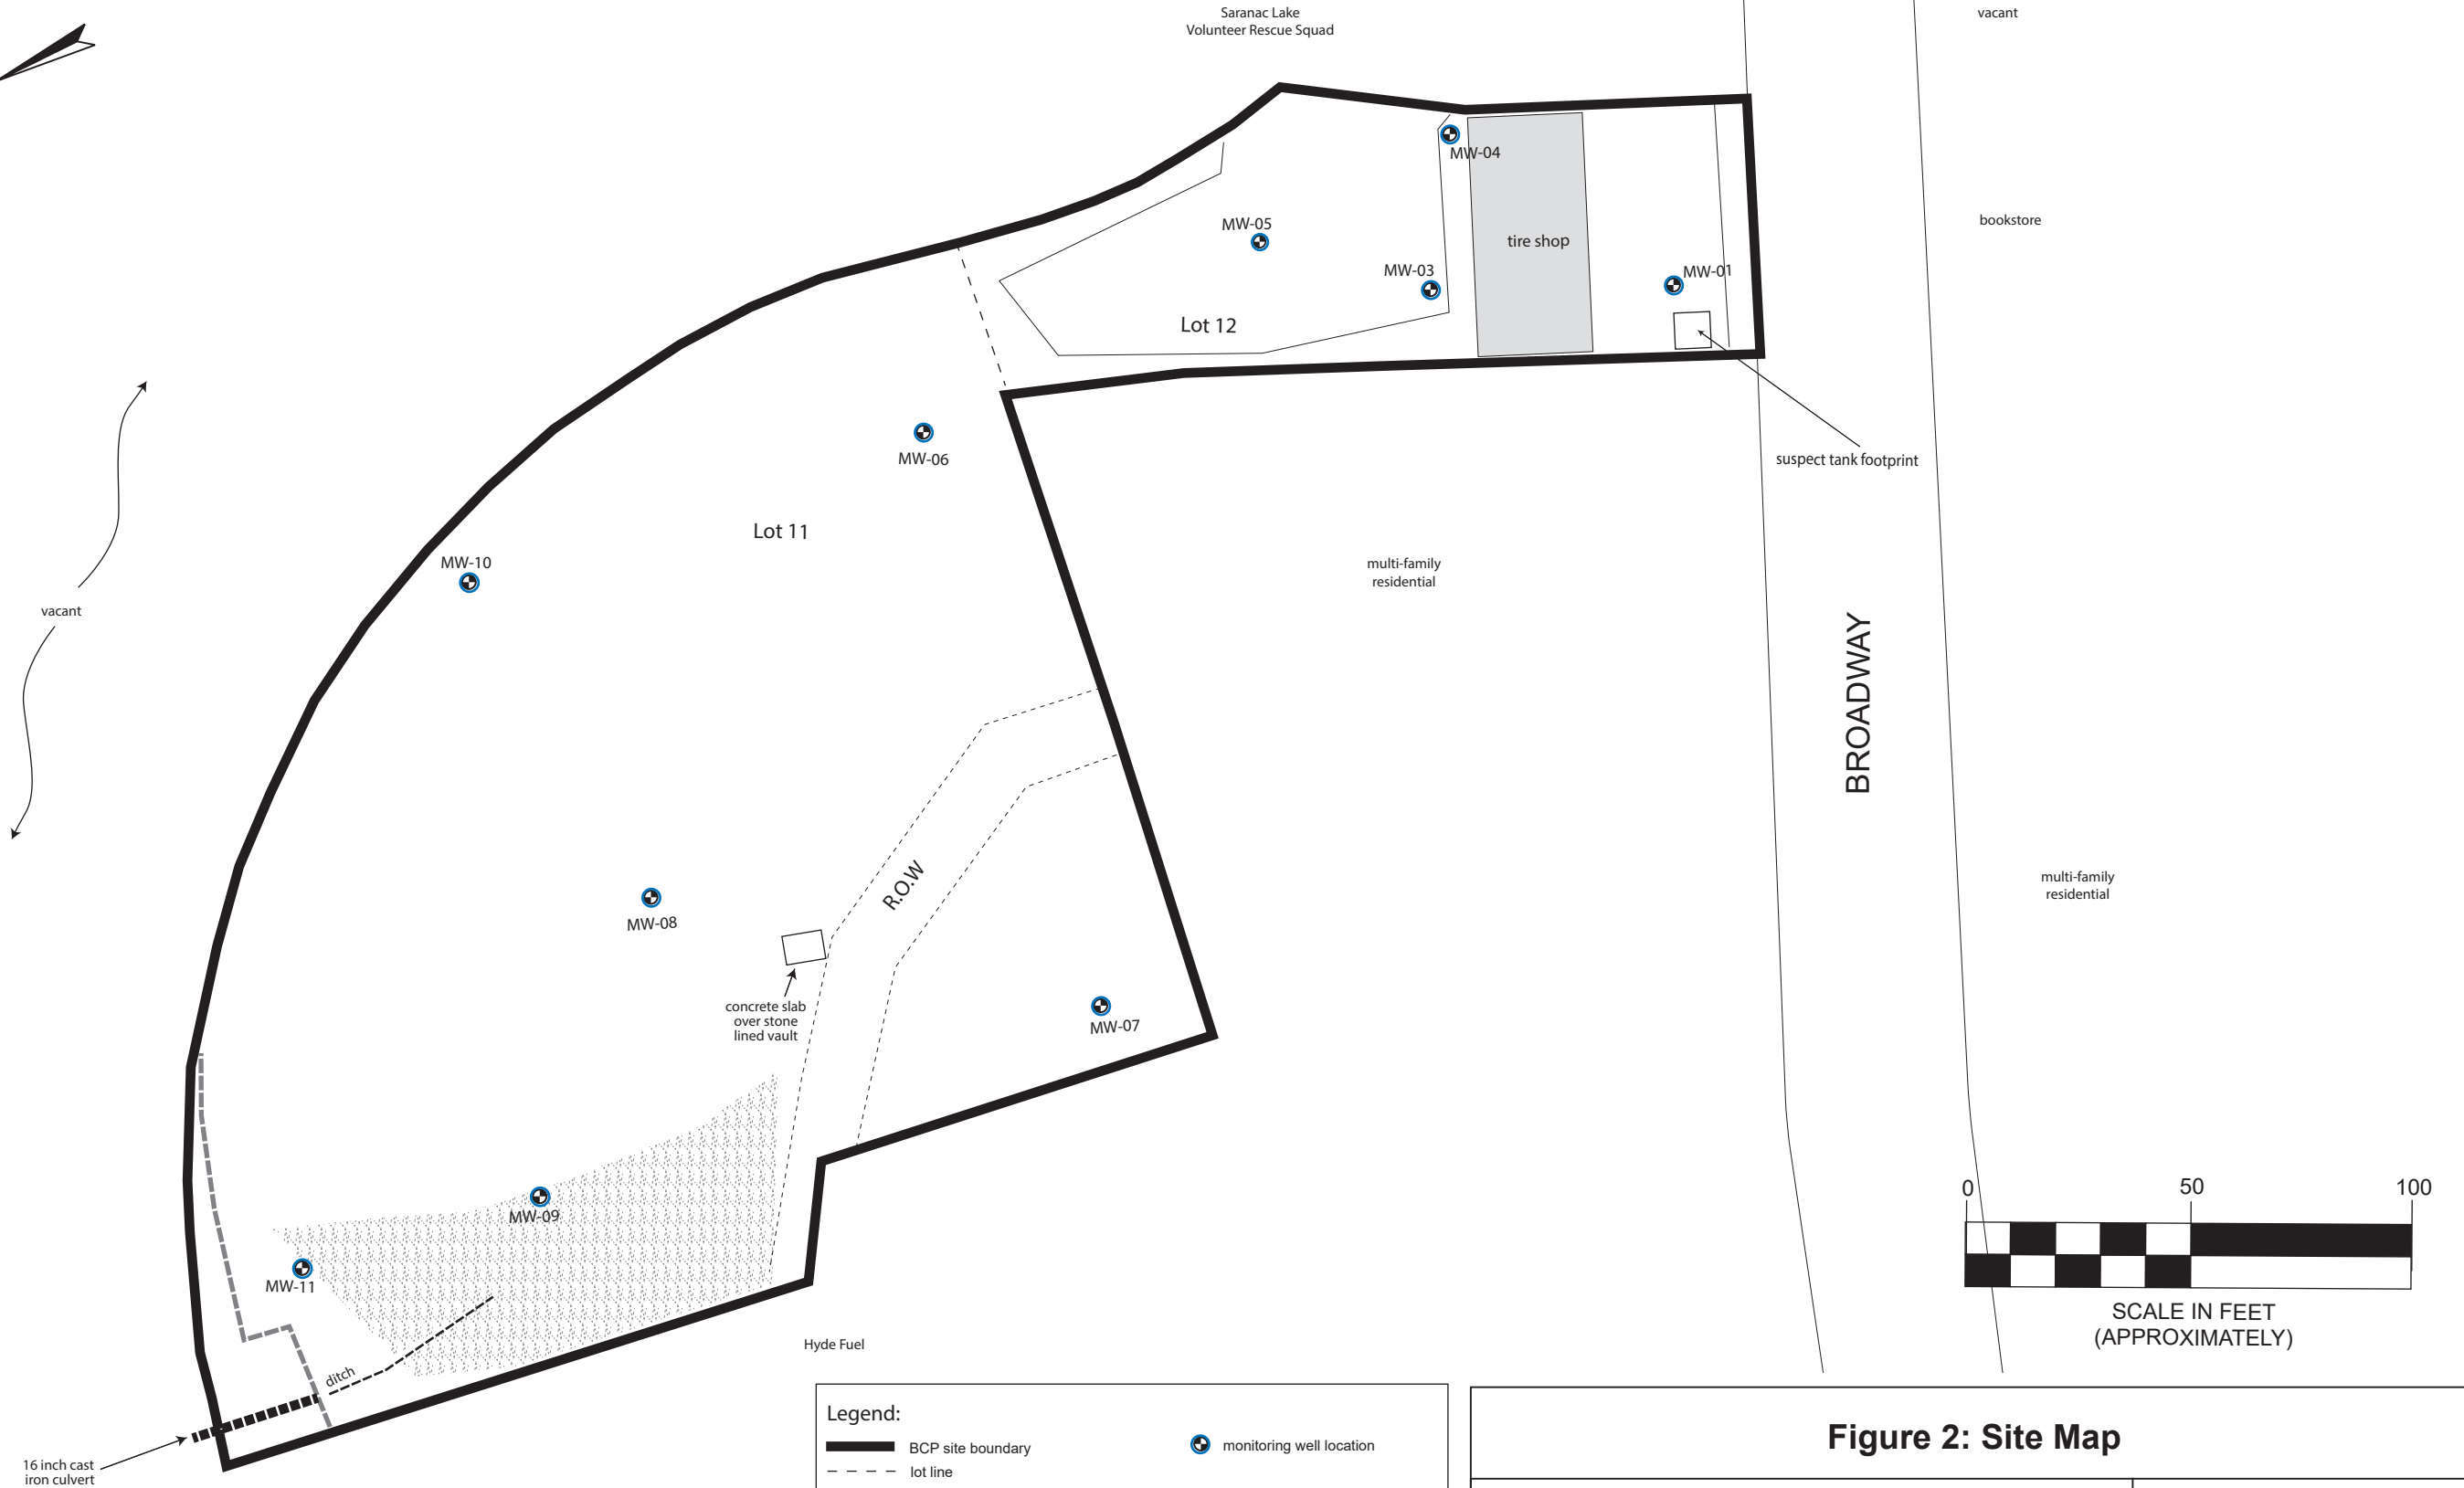 Saranac Lake
Volunteer Rescue Squad
vacant
MW-04
MW-05
tire shop
bookstore
MW-03
MW-01
Lot 12
MW-06
suspect tank footprint
Lot 11
MW-10
multi-family
residential
vacant
BROADWAY
R.O.W
multi-family
residential
MW-08
concrete slab
over stone
lined vault
MW-07
0 50 100
MW-09
MW-11
SCALE IN FEET
(APPROXIMATELY)
Hyde Fuel
ditch
Legend:
BCP site boundary
monitoring well location
lot line
Figure 2: Site Map
16 inch cast
iron culvert